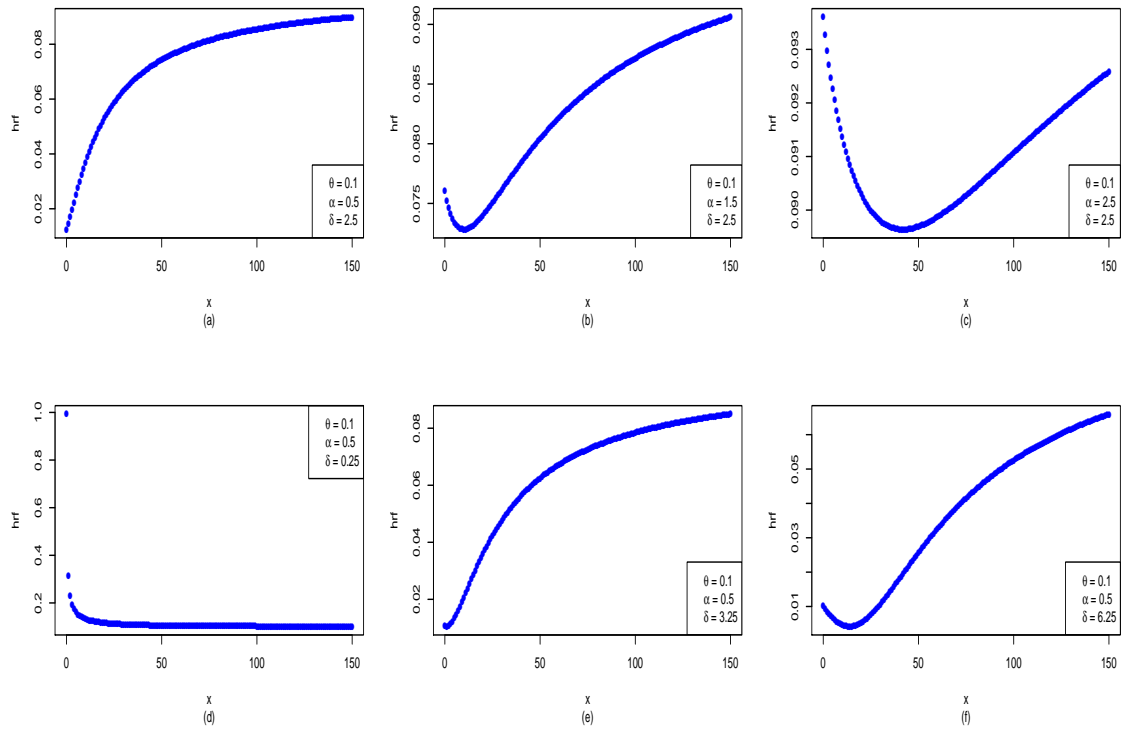 hrf
0.02
0.04
0.06
0.08
θ = 0.1
α = 0.5
δ = 2.5
0
50
100
150
x
(a)
hrf
0.075
0.080
0.085
0.090
θ = 0.1
α = 1.5
δ = 2.5
0
50
100
150
x
(b)
hrf
0.090
0.091
0.092
0.093
θ = 0.1
α = 2.5
δ = 2.5
0
50
100
150
x
(c)
hrf
0.2
0.4
0.6
0.8
1.0
θ = 0.1
α = 0.5
δ = 0.25
0
50
100
150
x
(d)
hrf
0.02
0.04
0.06
0.08
θ = 0.1
α = 0.5
δ = 3.25
0
50
100
150
x
(e)
hrf
0.01
0.03
0.05
θ = 0.1
α = 0.5
δ = 6.25
0
50
100
150
x
(f)